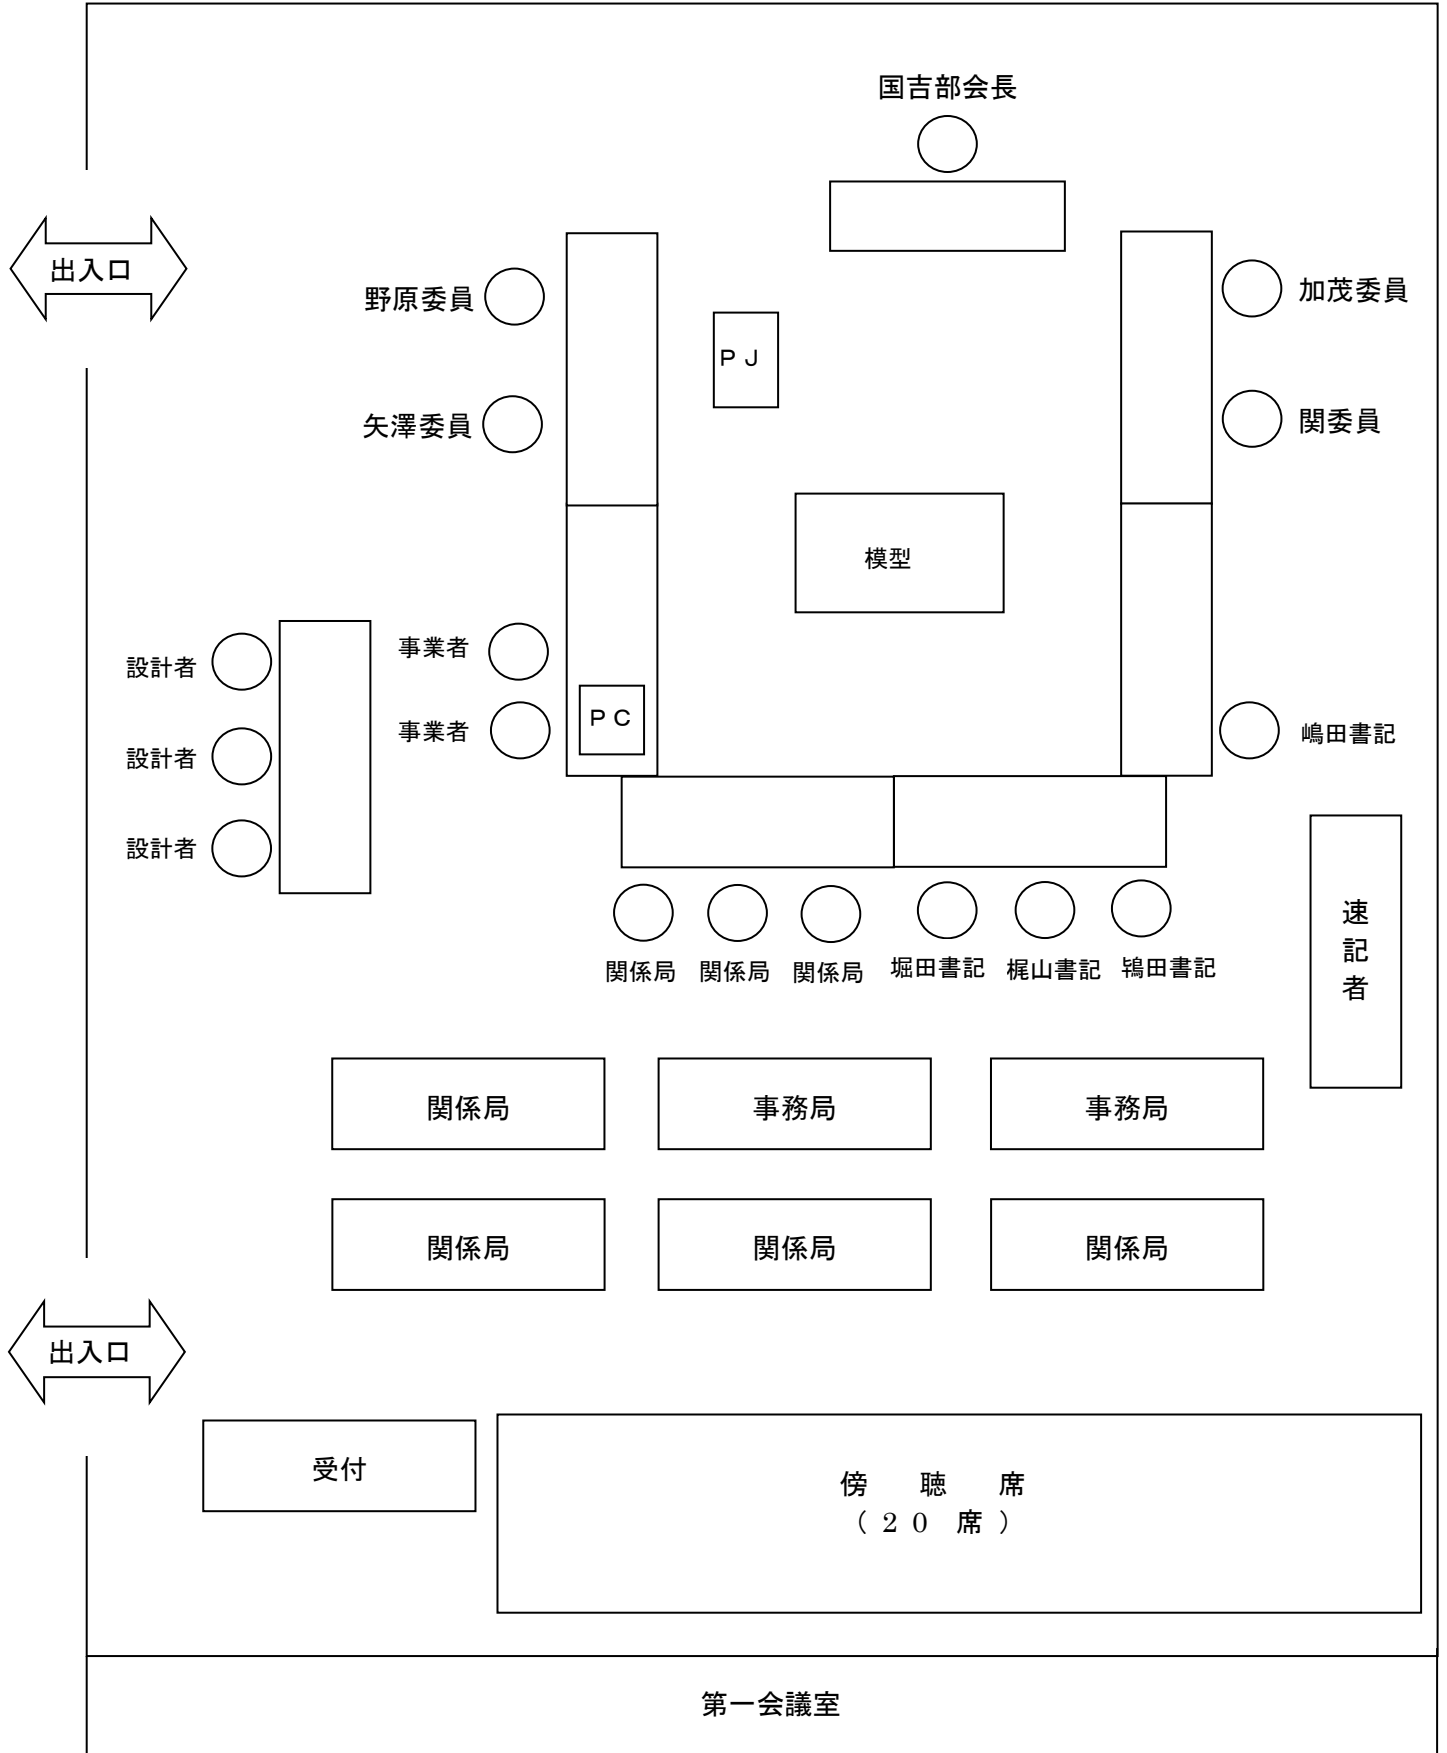 国吉部会長
出入口
野原委員
加茂委員
ＰＪ
矢澤委員
関委員
模型
設計者
事業者
ＰＣ
事業者
嶋田書記
設計者
設計者
速記者
関係局
関係局
関係局
堀田書記
梶山書記
鴇田書記
関係局
事務局
事務局
関係局
関係局
関係局
出入口
受付
傍　聴　席
（２０ 席）
第一会議室